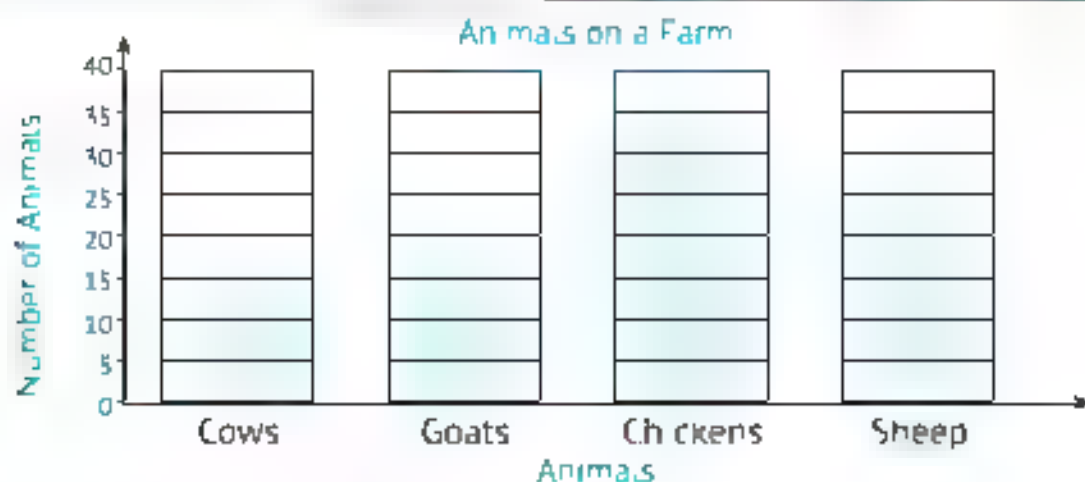 Animals on a Farm
Number of Animals
40
35
30
25
20
15
10
5
0
Cows
Goats
Chickens
Sheep
Animals